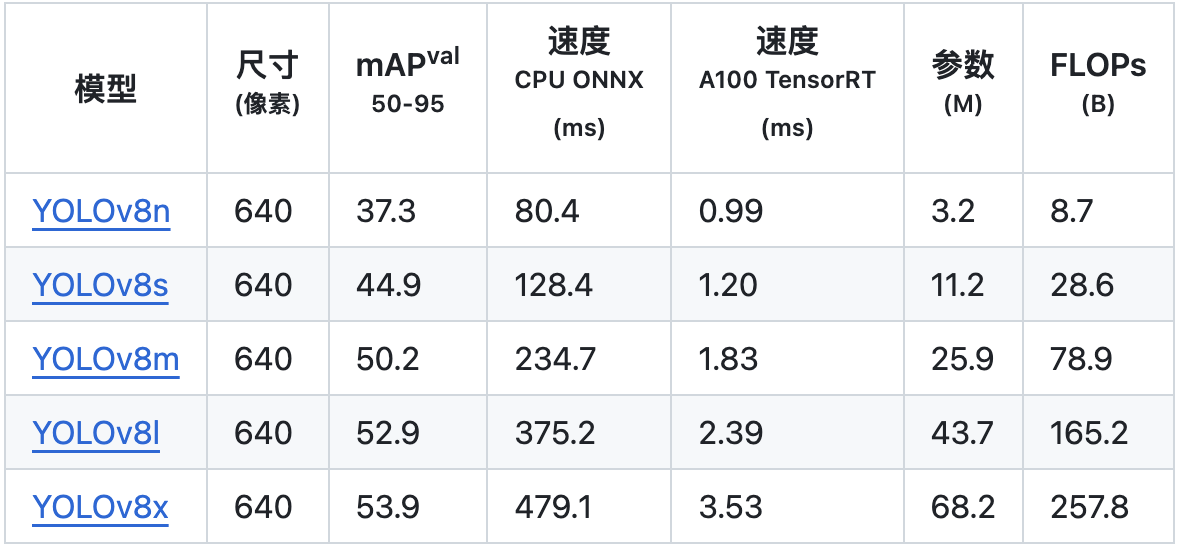 模型 尺寸 (像素) mAPval 50-95 速度 CPU ONNX (ms) 速度 A100 TensorRT (ms) 参数 (M) FLOPs (B)
YOLOv8n 640 37.3 80.4 0.99 3.2 8.7
YOLOv8s 640 44.9 128.4 1.20 11.2 28.6
YOLOv8m 640 50.2 234.7 1.83 25.9 78.9
YOLOv8l 640 52.9 375.2 2.39 43.7 165.2
YOLOv8x 640 53.9 479.1 3.53 68.2 257.8